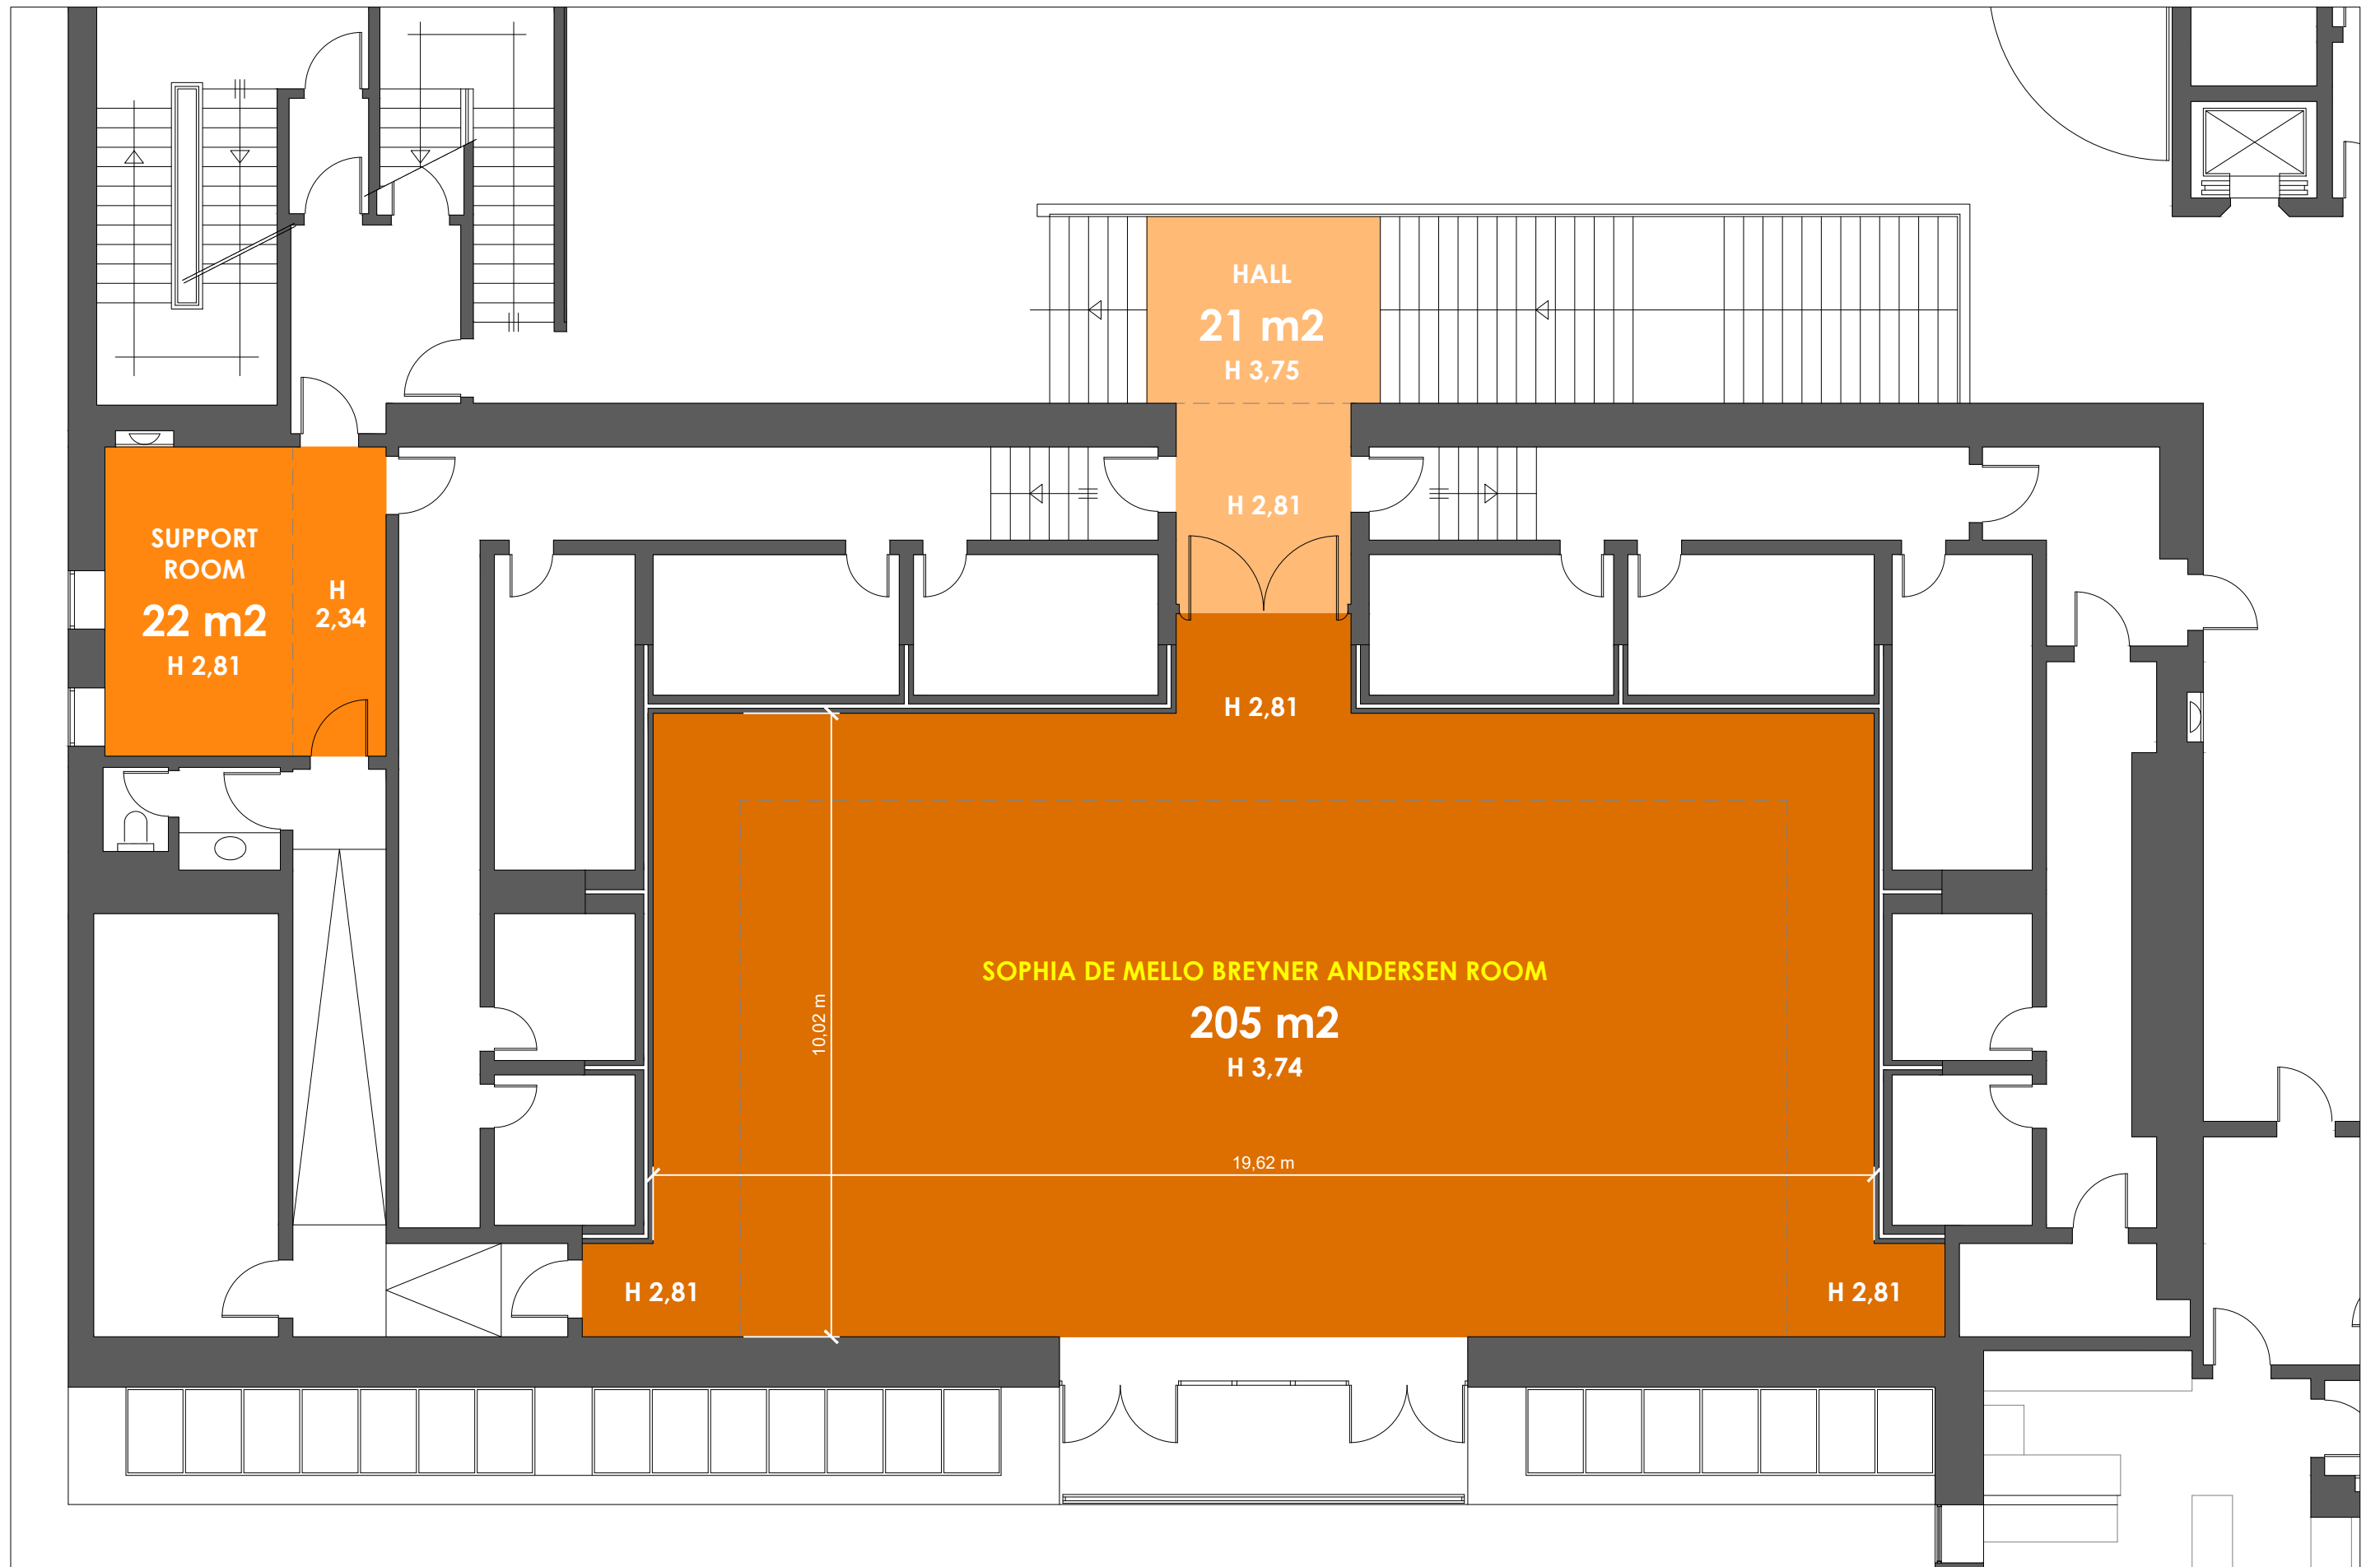 HALL
21 m2
H 3,75
H 2,81
SUPPORT
ROOM
22 m2
H 2,81
H
2,34
H 2,81
SOPHIA DE MELLO BREYNER ANDERSEN ROOM
205 m2
H 3,74
10,02 m
19,62 m
H 2,81
H 2,81